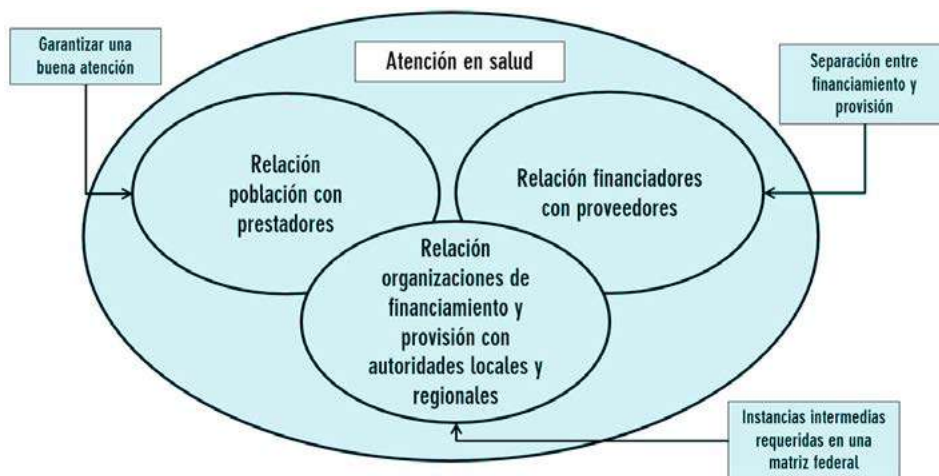 Garantizar una
buena atención
Atención en salud
Separación entre
financiamiento y
provisión
Relación
población con
prestadores
Relación financiadores
con proveedores
Relación
organizaciones de
financiamiento y
provisión con
autoridades locales y
regionales
Instancias intermedias
requeridas en una
matriz federal